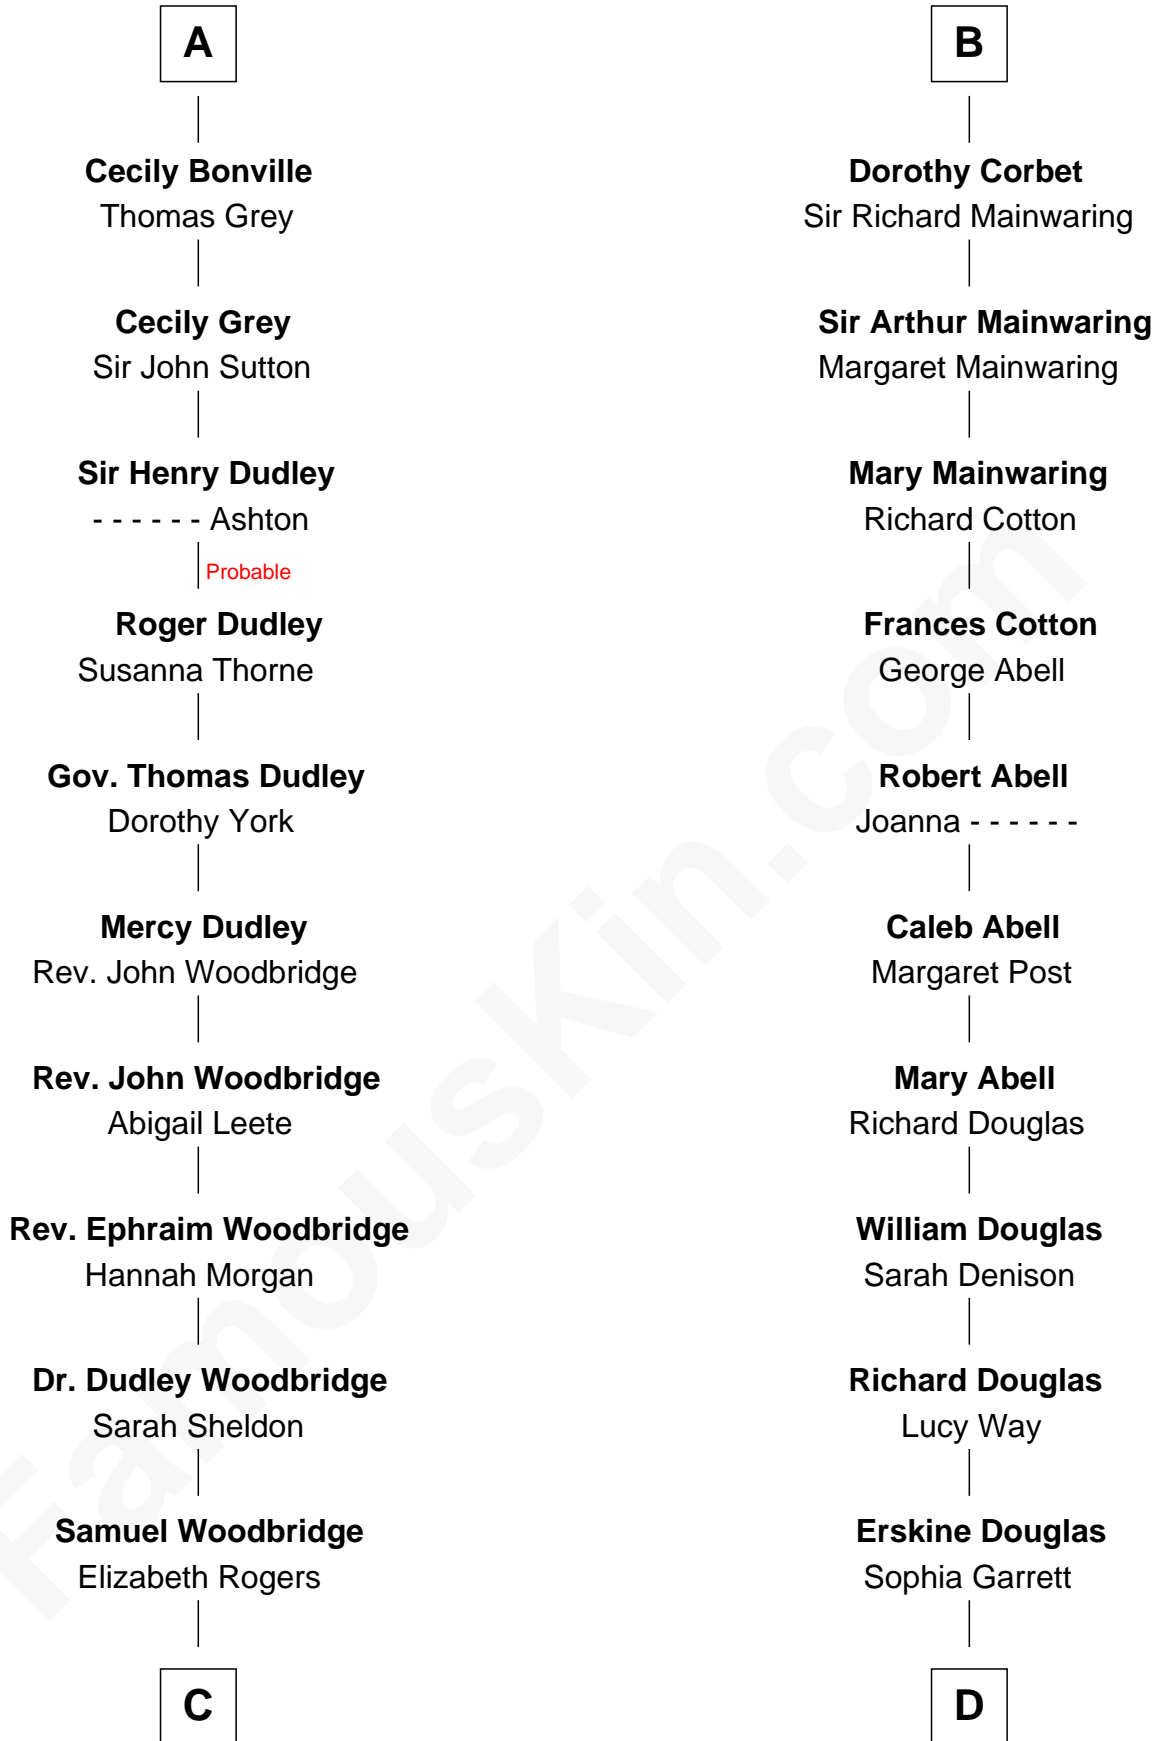 A
Cecily Bonville
Thomas Grey
Cecily Grey
Sir John Sutton
Sir Henry Dudley
- - - - - - Ashton
Probable
Roger Dudley
Susanna Thorne
Gov. Thomas Dudley
Dorothy York
Mercy Dudley
Rev. John Woodbridge
Rev. John Woodbridge
Abigail Leete
Rev. Ephraim Woodbridge
Hannah Morgan
Dr. Dudley Woodbridge
Sarah Sheldon
Samuel Woodbridge
Elizabeth Rogers
C
B
Dorothy Corbet
Sir Richard Mainwaring
Sir Arthur Mainwaring
Margaret Mainwaring
Mary Mainwaring
Richard Cotton
Frances Cotton
George Abell
Robert Abell
Joanna - - - - - -
Caleb Abell
Margaret Post
Mary Abell
Richard Douglas
William Douglas
Sarah Denison
Richard Douglas
Lucy Way
Erskine Douglas
Sophia Garrett
D
FamousKin.com